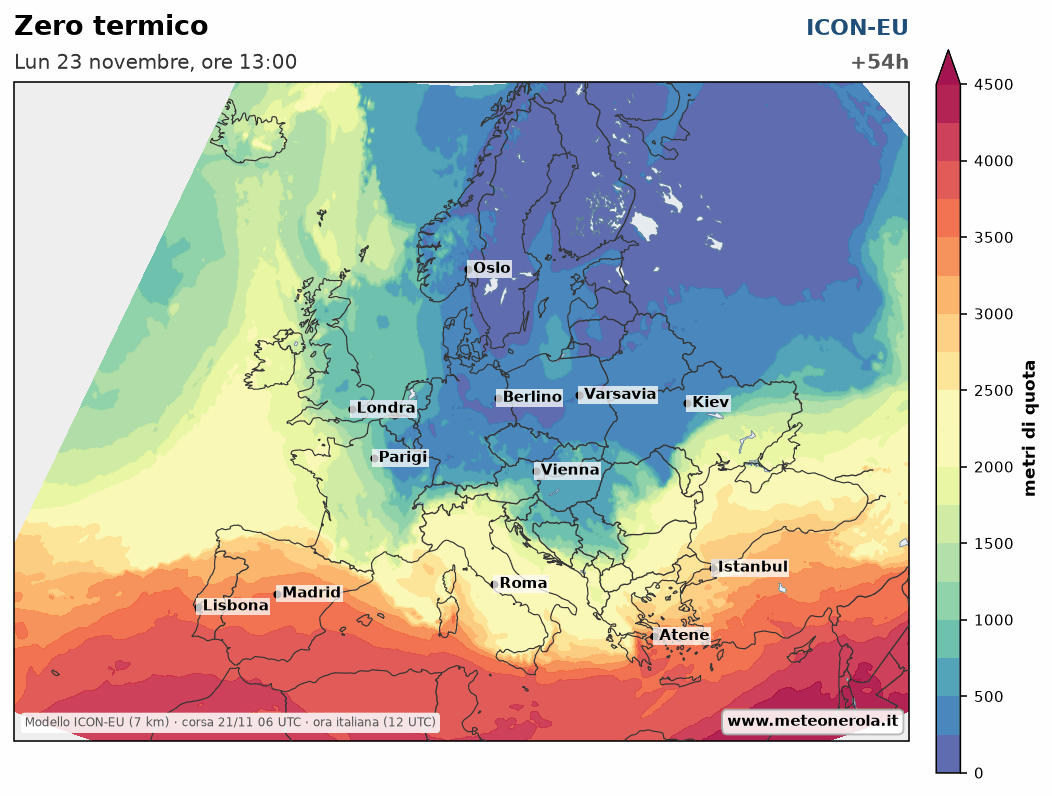 Zero termico
ICON-EU
Lun 23 novembre, ore 13:00
+54h
4500
4000
3500
3000
2500
2000
1500
1000
500
0
metri di quota
Oslo
Berlino
Varsavia
Kiev
Londra
Parigi
Vienna
Istanbul
Roma
Madrid
Lisbona
Atene
Modello ICON-EU (7 km) · corsa 21/11 06 UTC · ora italiana (12 UTC)
www.meteonerola.it